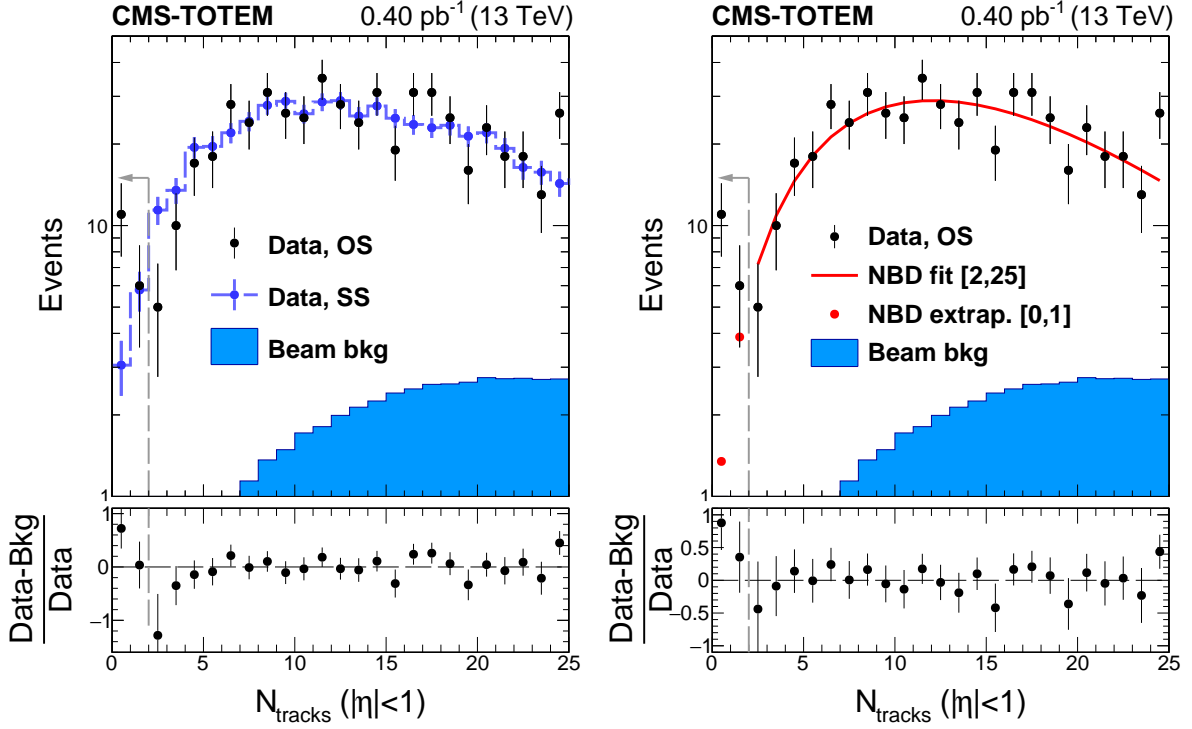 CMS-TOTEM 0.40 pb⁻¹ (13 TeV)
Events
10
1
Data, OS
Data, SS
Beam bkg
Data-Bkg
Data
1
0
−1
0 5 10 15 20 25
N_tracks (|η|<1)
CMS-TOTEM 0.40 pb⁻¹ (13 TeV)
Events
10
1
Data, OS
NBD fit [2,25]
NBD extrap. [0,1]
Beam bkg
Data-Bkg
Data
1
0.5
0
−0.5
−1
0 5 10 15 20 25
N_tracks (|η|<1)